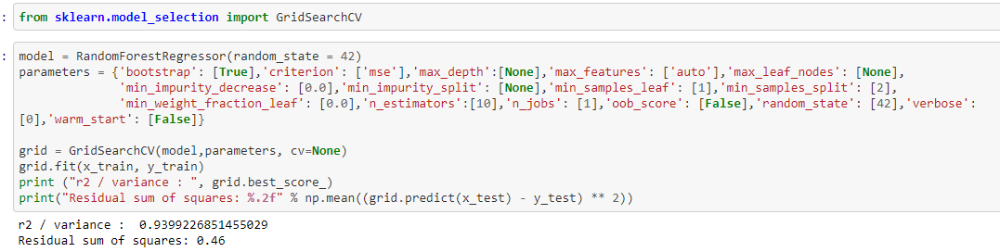 : from sklearn.model_selection import GridSearchCV
: model = RandomForestRegressor(random_state = 42)
parameters = {'bootstrap': [True],'criterion': ['mse'],'max_depth':[None],'max_features': ['auto'],'max_leaf_nodes': [None],
'min_impurity_decrease': [0.0],'min_impurity_split': [None],'min_samples_leaf': [1],'min_samples_split': [2],
'min_weight_fraction_leaf': [0.0],'n_estimators':[10],'n_jobs': [1],'oob_score': [False],'random_state': [42],'verbose':
[0],'warm_start': [False]}
grid = GridSearchCV(model,parameters, cv=None)
grid.fit(x_train, y_train)
print ("r2 / variance : ", grid.best_score_)
print("Residual sum of squares: %.2f" % np.mean((grid.predict(x_test) - y_test) ** 2))
r2 / variance :  0.9399226851455029
Residual sum of squares: 0.46